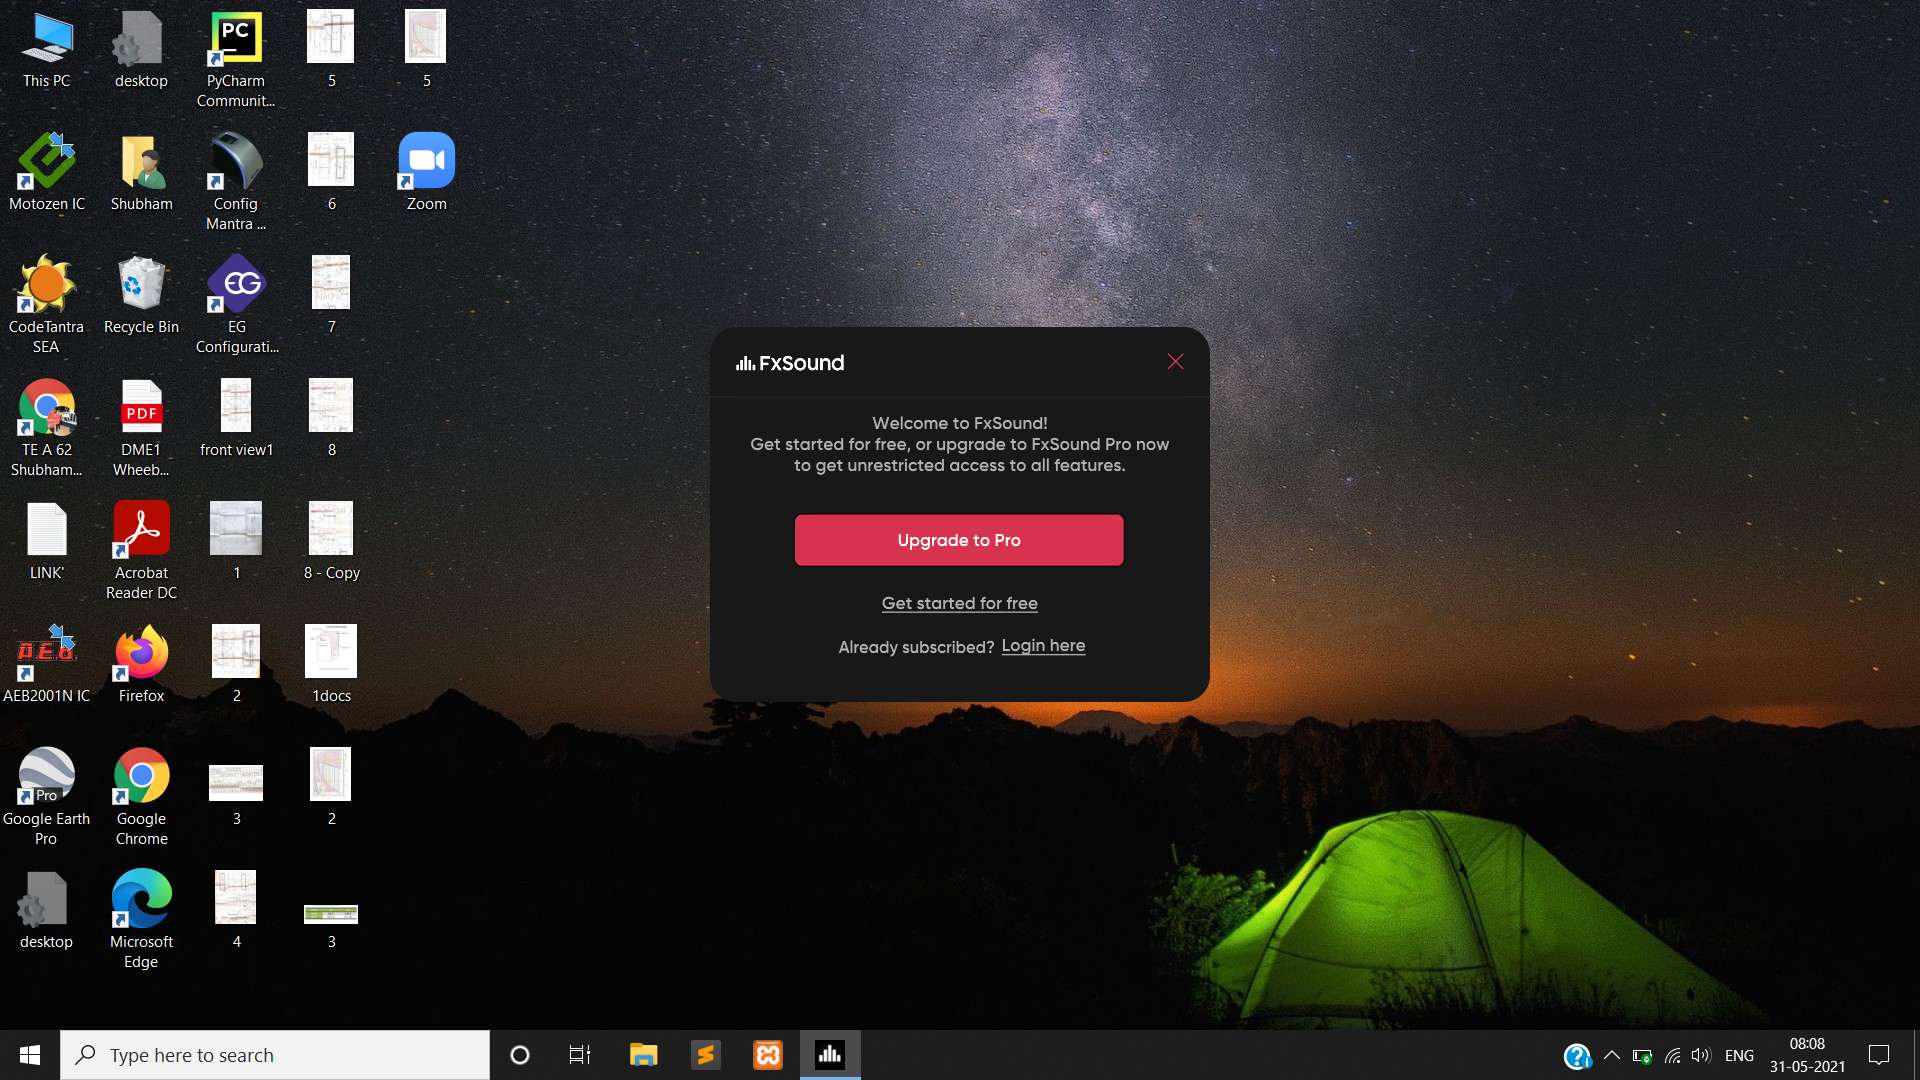 This PC
desktop
PyCharm
Communit...
5
5
Motozen IC
Shubham
Config
Mantra ...
6
Zoom
CodeTantra
SEA
Recycle Bin
EG
EG
Configurati...
7
TE A 62
Shubham...
PDF
DME1
Wheeb...
front view1
8
LINK'
Acrobat
Reader DC
1
8 - Copy
AEB2001N IC
Firefox
2
1docs
Pro
Google Earth
Pro
Google
Chrome
3
2
desktop
Microsoft
Edge
4
3
PC
AEB
FxSound
Welcome to FxSound!
Get started for free, or upgrade to FxSound Pro now
to get unrestricted access to all features.
Upgrade to Pro
Get started for free
Already subscribed? Login here
Type here to search
ENG
08:08
31-05-2021